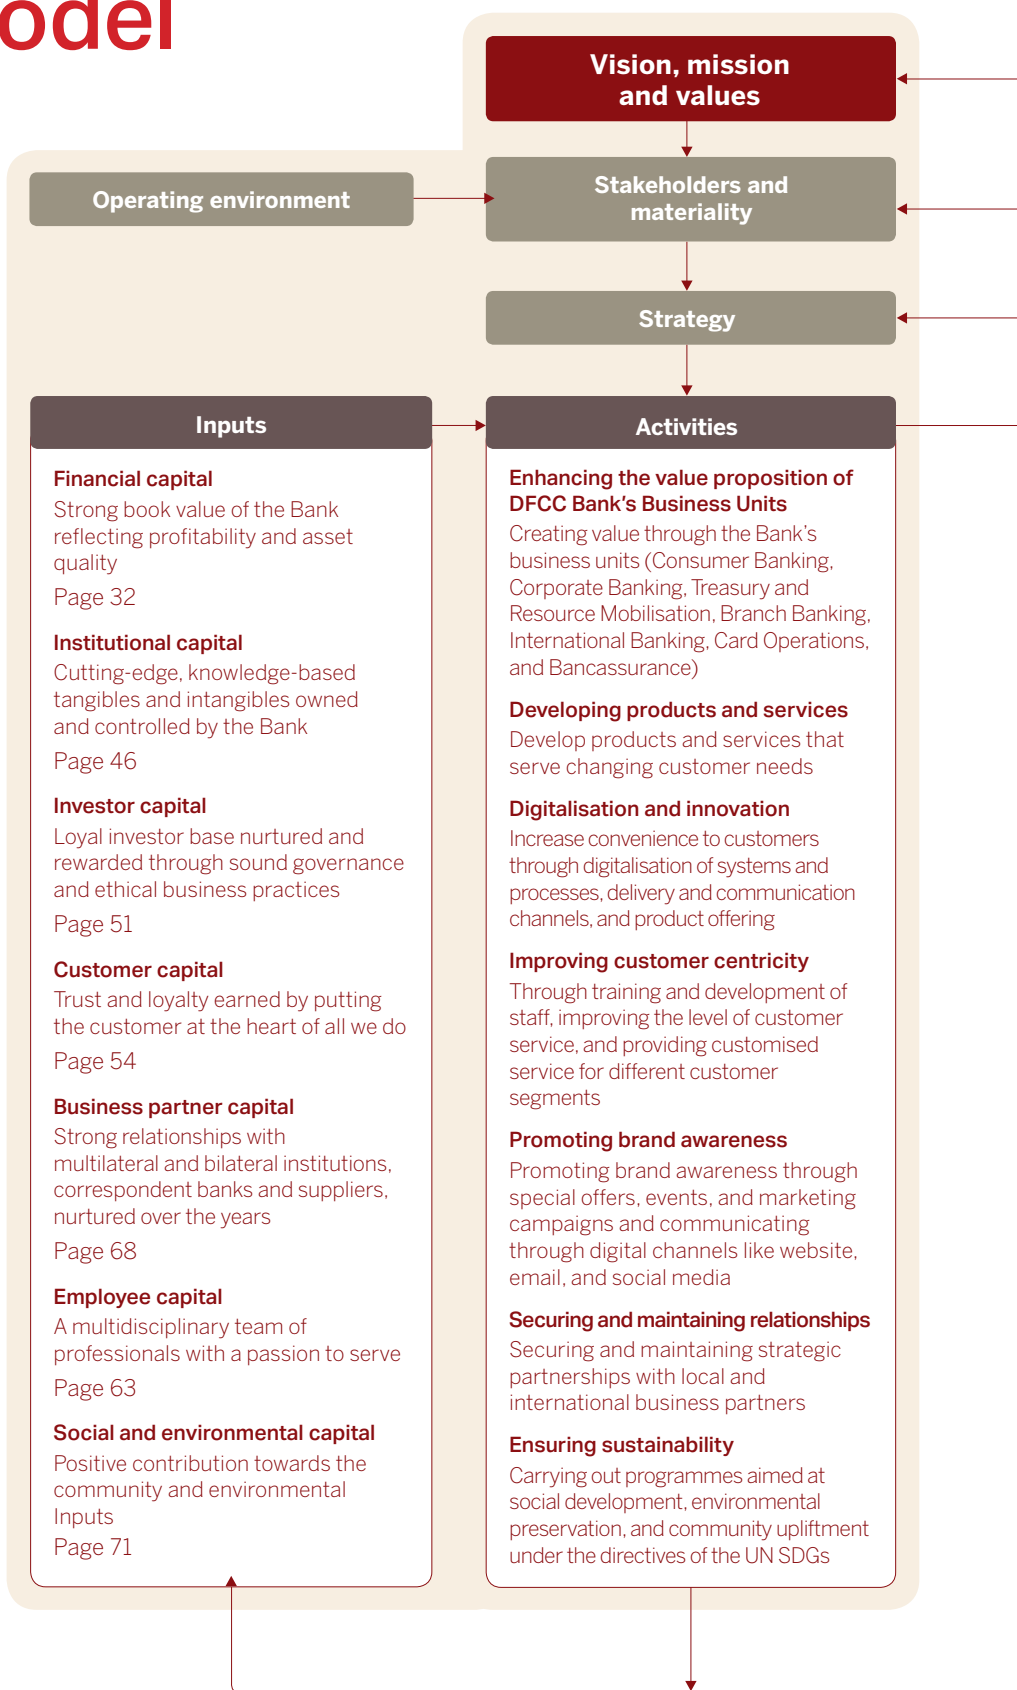 odel
Vision, mission
and values
Operating environment
Stakeholders and
materiality
Strategy
Inputs
Financial capital
Strong book value of the Bank
reflecting profitability and asset
quality
Page 32
Institutional capital
Cutting-edge, knowledge-based
tangibles and intangibles owned
and controlled by the Bank
Page 46
Investor capital
Loyal investor base nurtured and
rewarded through sound governance
and ethical business practices
Page 51
Customer capital
Trust and loyalty earned by putting
the customer at the heart of all we do
Page 54
Business partner capital
Strong relationships with
multilateral and bilateral institutions,
correspondent banks and suppliers,
nurtured over the years
Page 68
Employee capital
A multidisciplinary team of
professionals with a passion to serve
Page 63
Social and environmental capital
Positive contribution towards the
community and environmental
Inputs
Page 71
Activities
Enhancing the value proposition of
DFCC Bank's Business Units
Creating value through the Bank's
business units (Consumer Banking,
Corporate Banking, Treasury and
Resource Mobilisation, Branch Banking,
International Banking, Card Operations,
and Bancassurance)
Developing products and services
Develop products and services that
serve changing customer needs
Digitalisation and innovation
Increase convenience to customers
through digitalisation of systems and
processes, delivery and communication
channels, and product offering
Improving customer centricity
Through training and development of
staff, improving the level of customer
service, and providing customised
service for different customer
segments
Promoting brand awareness
Promoting brand awareness through
special offers, events, and marketing
campaigns and communicating
through digital channels like website,
email, and social media
Securing and maintaining relationships
Securing and maintaining strategic
partnerships with local and
international business partners
Ensuring sustainability
Carrying out programmes aimed at
social development, environmental
preservation, and community upliftment
under the directives of the UN SDGs